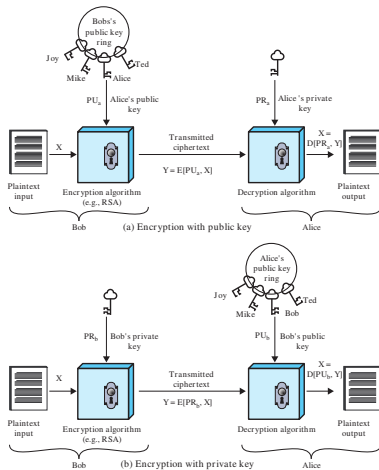 Bobs's
public key
ring
Joy
Ted
Mike
Alice
PUa
Alice's public
key
PRa
Alice's private
key
X
Transmitted
ciphertext
X =
D[PRa, Y]
Y = E[PUa, X]
Plaintext
input
Encryption algorithm
(e.g., RSA)
Decryption algorithm
Plaintext
output
Bob
(a) Encryption with public key
Alice
Alice's
public key
ring
Joy
Ted
Mike
Bob
PRb
Bob's private
key
PUb
Bob's public
key
X
Transmitted
ciphertext
X =
D[PUb, Y]
Y = E[PRb, X]
Plaintext
input
Encryption algorithm
(e.g., RSA)
Decryption algorithm
Plaintext
output
Bob
(b) Encryption with private key
Alice